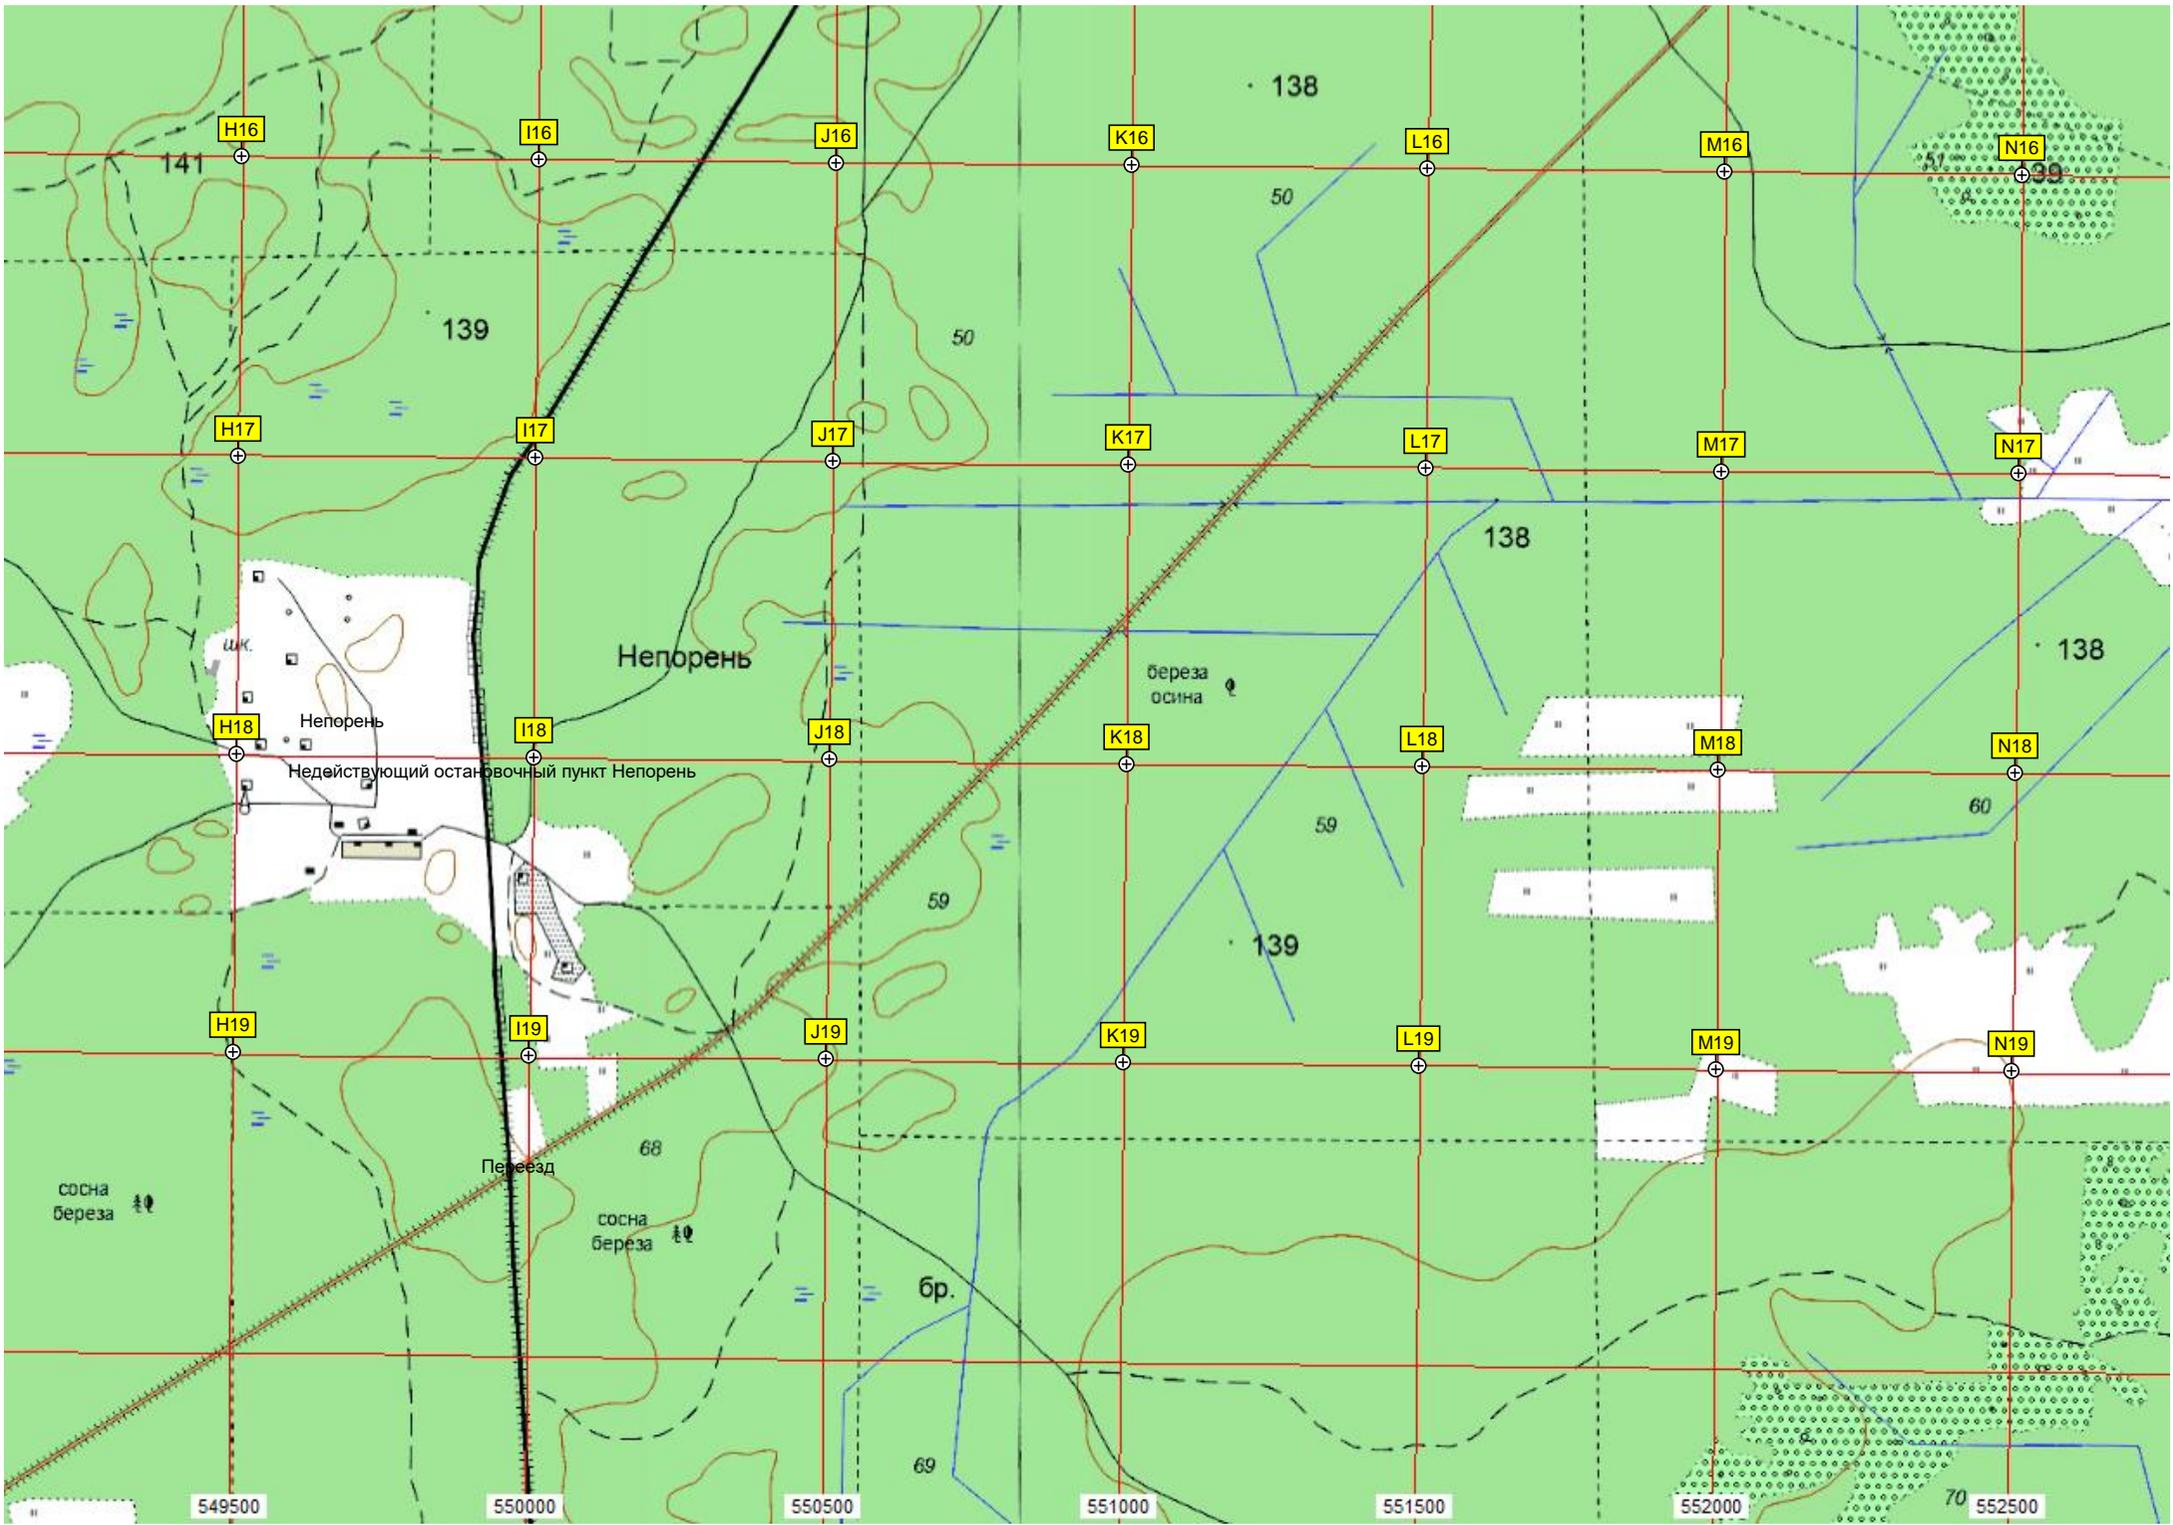 138
H16
I16
J16
K16
L16
M16
N16
141
51
39
50
139
50
H17
I17
J17
K17
L17
M17
N17
138
шк.
Непорень
береза
осина
138
Непорень
H18
I18
J18
K18
L18
M18
N18
Недействующий остановочный пункт Непорень
59
60
59
139
H19
I19
J19
K19
L19
M19
N19
68
Переезд
сосна
береза
сосна
береза
бр.
69
70
549500
550000
550500
551000
551500
552000
552500